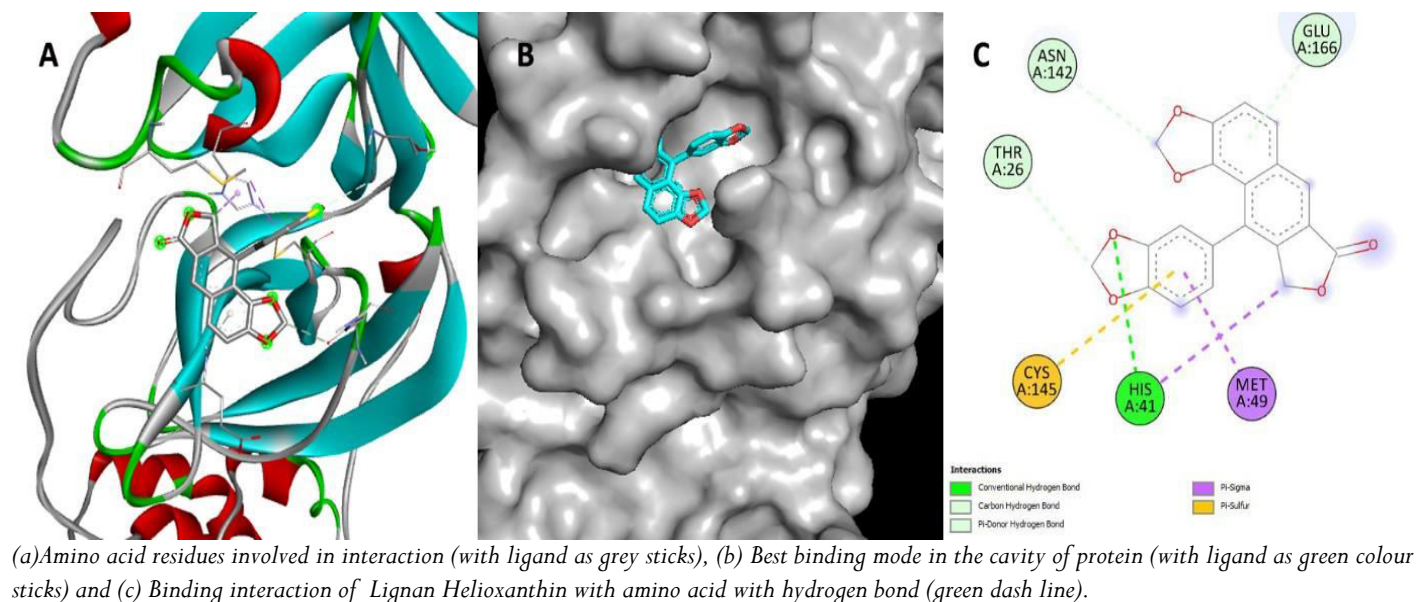 A
B
C
GLU
A:166
ASN
A:142
THR
A:26
O
O
O
O
O
O
CYS
A:145
HIS
A:41
MET
A:49
Interactions
Conventional Hydrogen Bond
Carbon Hydrogen Bond
Pi-Donor Hydrogen Bond
Pi-Sigma
Pi-Sulfur
(a)Amino acid residues involved in interaction (with ligand as grey sticks), (b) Best binding mode in the cavity of protein (with ligand as green colour
sticks) and (c) Binding interaction of Lignan Helioxanthin with amino acid with hydrogen bond (green dash line).